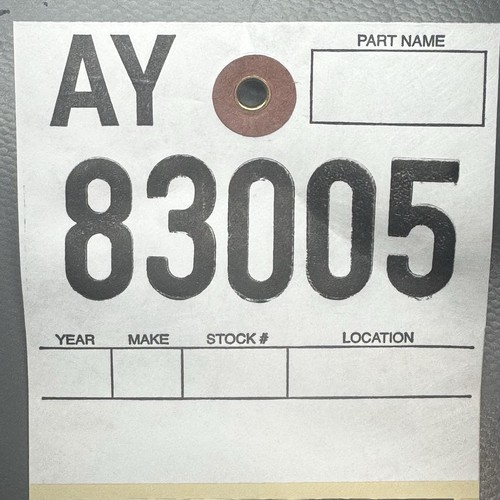 AY
PART NAME
83005
YEAR MAKE STOCK # LOCATION